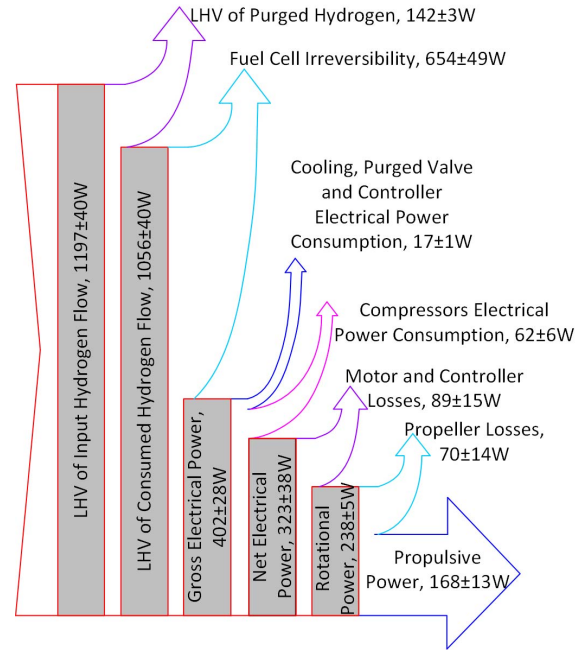 LHV of Purged Hydrogen, 142±3W
Fuel Cell Irreversibility, 654±49W
Cooling, Purged Valve
and Controller
Electrical Power
Consumption, 17±1W
Compressors Electrical
Power Consumption, 62±6W
Motor and Controller
Losses, 89±15W
Propeller Losses,
70±14W
LHV of Input Hydrogen Flow, 1197±40W
LHV of Consumed Hydrogen Flow, 1056±40W
Gross Electrical Power,
402±28W
Net Electrical
Power, 323±38W
Rotational
Power, 238±5W
Propulsive
Power, 168±13W